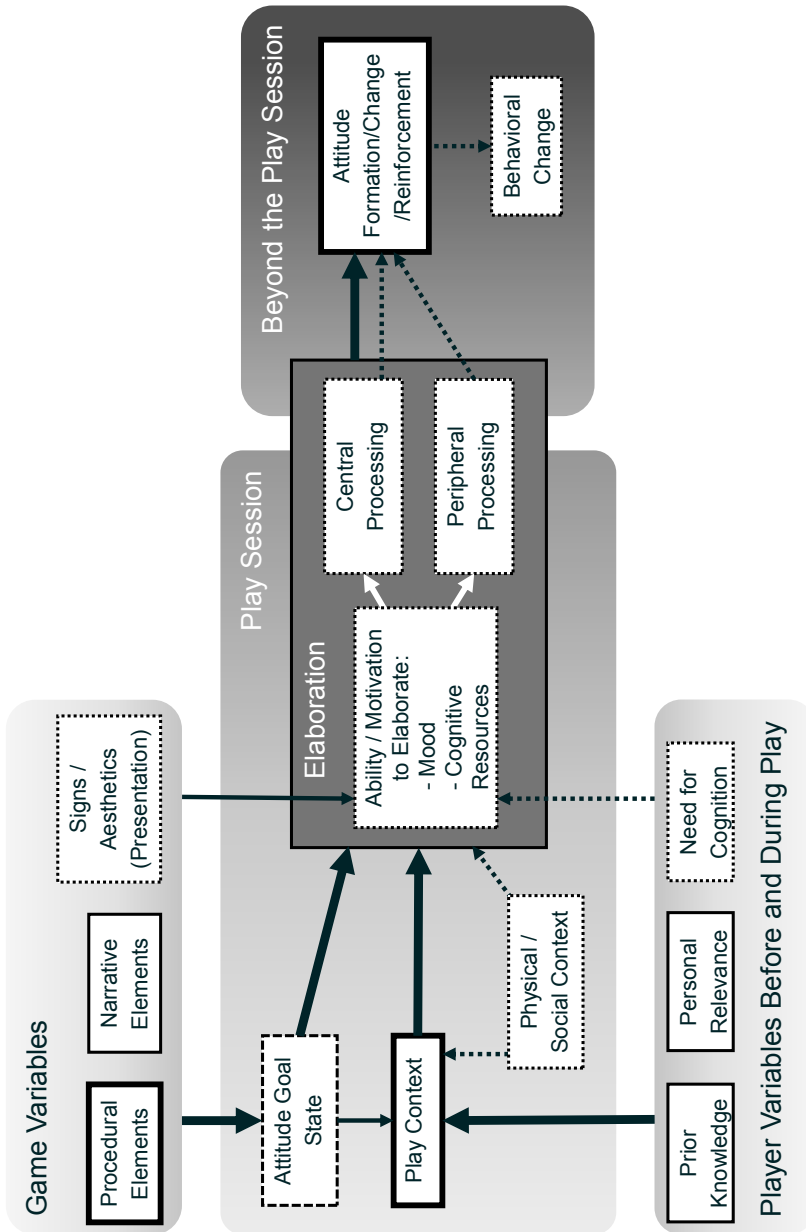 Game Variables
Procedural
Elements
Narrative
Elements
Signs /
Aesthetics
(Presentation)
Play Session
Attitude Goal
State
Play Context
Physical /
Social Context
Elaboration
Ability / Motivation
to Elaborate:
- Mood
- Cognitive
Resources
Central
Processing
Peripheral
Processing
Beyond the Play Session
Attitude
Formation/Change
/Reinforcement
Behavioral
Change
Prior
Knowledge
Personal
Relevance
Need for
Cognition
Player Variables Before and During Play